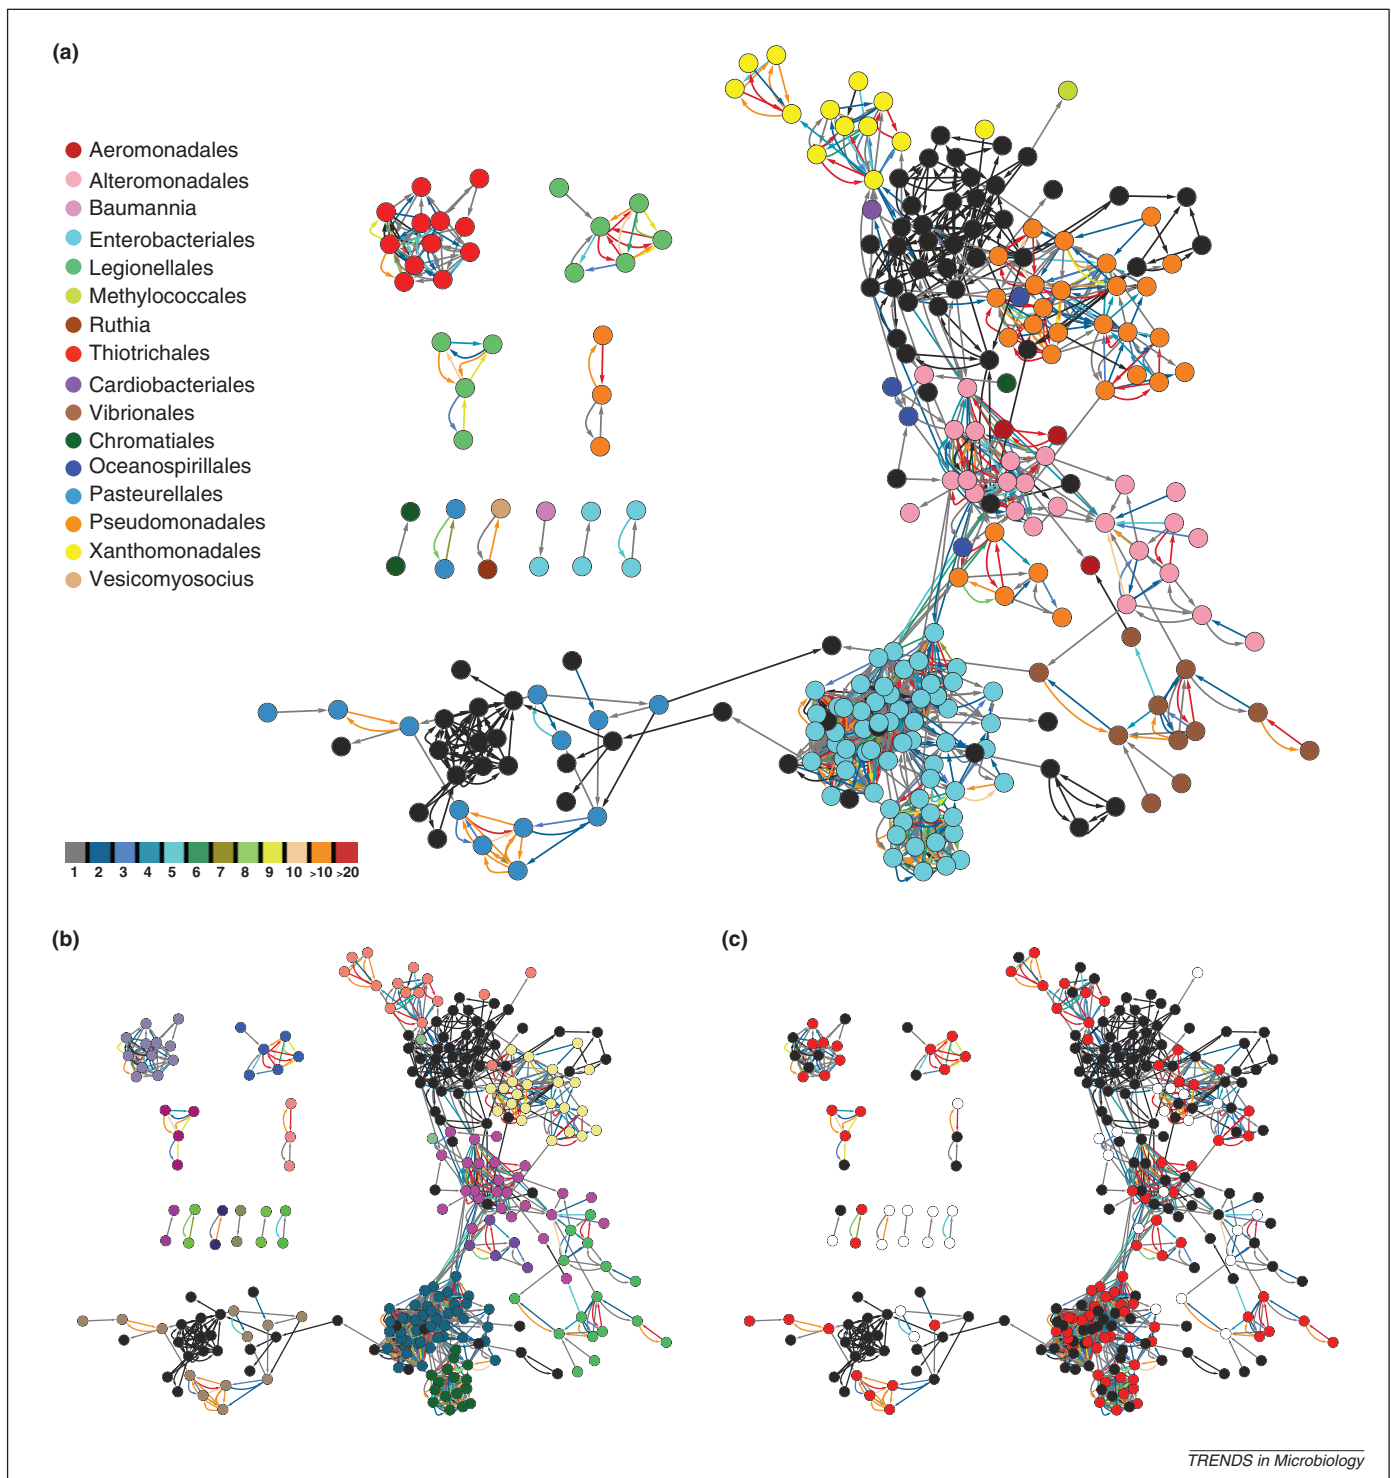 (a)
Aeromonadales
Alteromonadales
Baumannia
Enterobacteriales
Legionellales
Methylococcales
Ruthia
Thiotrichales
Cardiobacteriales
Vibrionales
Chromatiales
Oceanospirillales
Pasteurellales
Pseudomonadales
Xanthomonadales
Vesicomyosocius
1 2 3 4 5 6 7 8 9 10 >10 >20
(b)
(c)
TRENDS in Microbiology